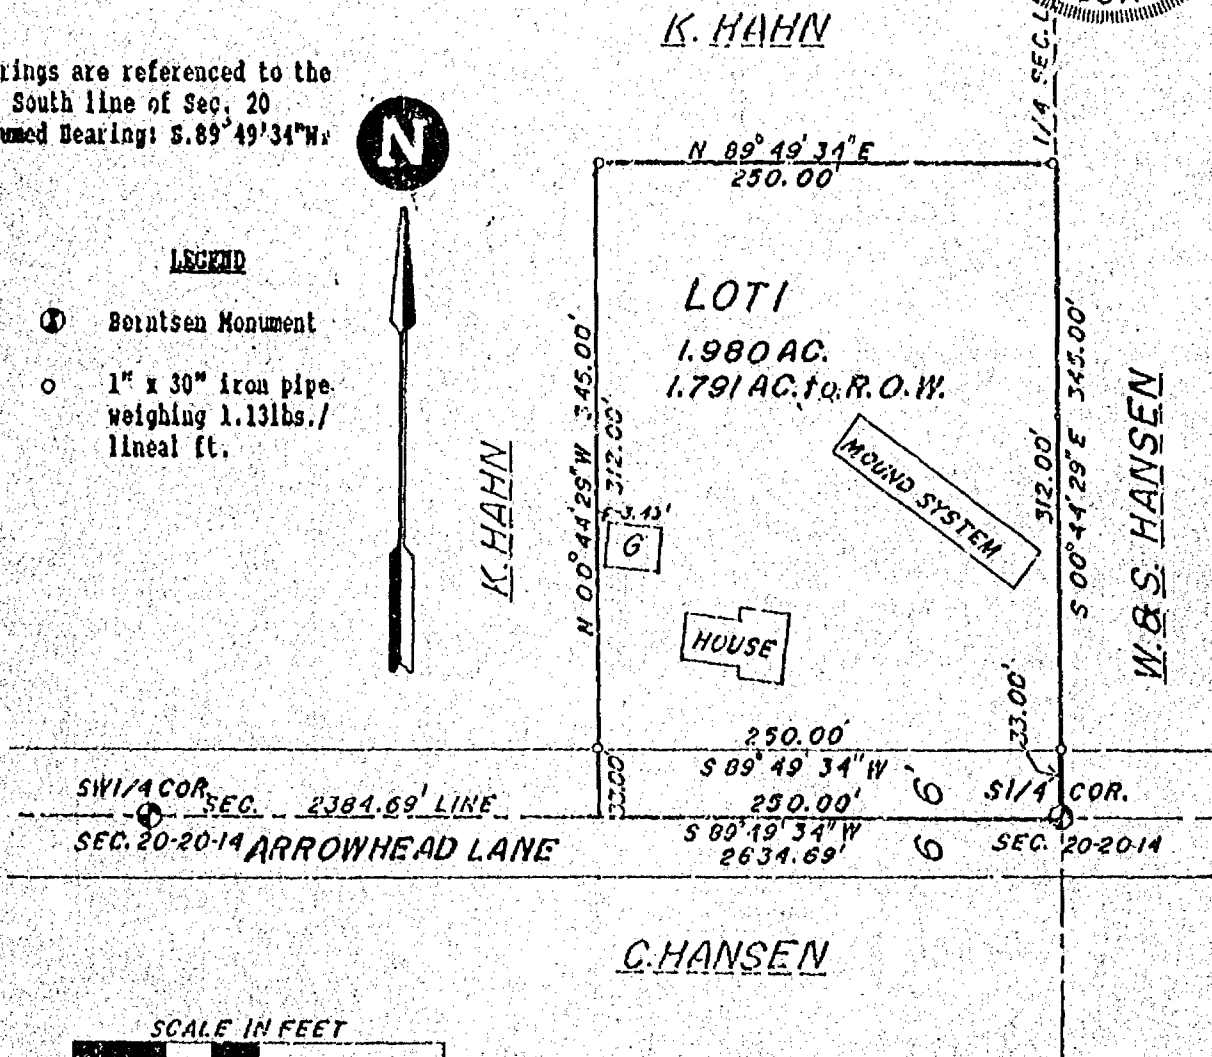 K. HAHN
1/4 SEC. L
rings are referenced to the
South line of Sec. 20
umed Bearing: S.89°49'34"W.
N
N 89° 49' 34" E
250.00'
LEGEND
Berntsen Monument
1" x 30" iron pipe
weighing 1.13lbs./
lineal ft.
LOT 1
1.980 AC.
1.791 AC. to R.O.W.
MOUND SYSTEM
N 00° 44' 29" W 345.00'
312.00'
3.43'
G
HOUSE
K. HAHN
312.00'
S 00° 44' 29" E 345.00'
W. & S. HANSEN
33.00'
33.00'
250.00'
S 89° 49' 34" W
250.00'
S 89° 49' 34" W
2634.69'
66'
SW1/4 COR.
SEC. 2384.69' LINE
SEC. 20-20-14
ARROWHEAD LANE
S1/4 COR.
SEC. 20-20-14
C. HANSEN
SCALE IN FEET